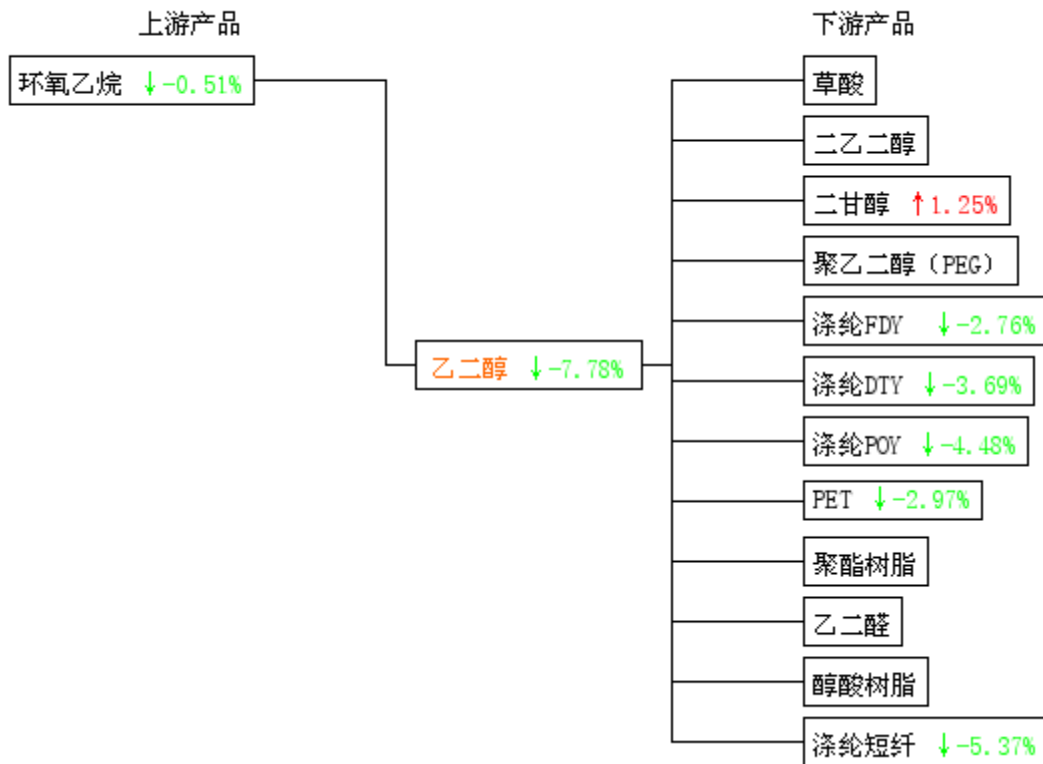 上游产品
下游产品
环氧乙烷 ↓-0.51%
草酸
二乙二醇
二甘醇 ↑1.25%
聚乙二醇（PEG）
涤纶FDY ↓-2.76%
乙二醇 ↓-7.78%
涤纶DTY ↓-3.69%
涤纶POY ↓-4.48%
PET ↓-2.97%
聚酯树脂
乙二醛
醇酸树脂
涤纶短纤 ↓-5.37%